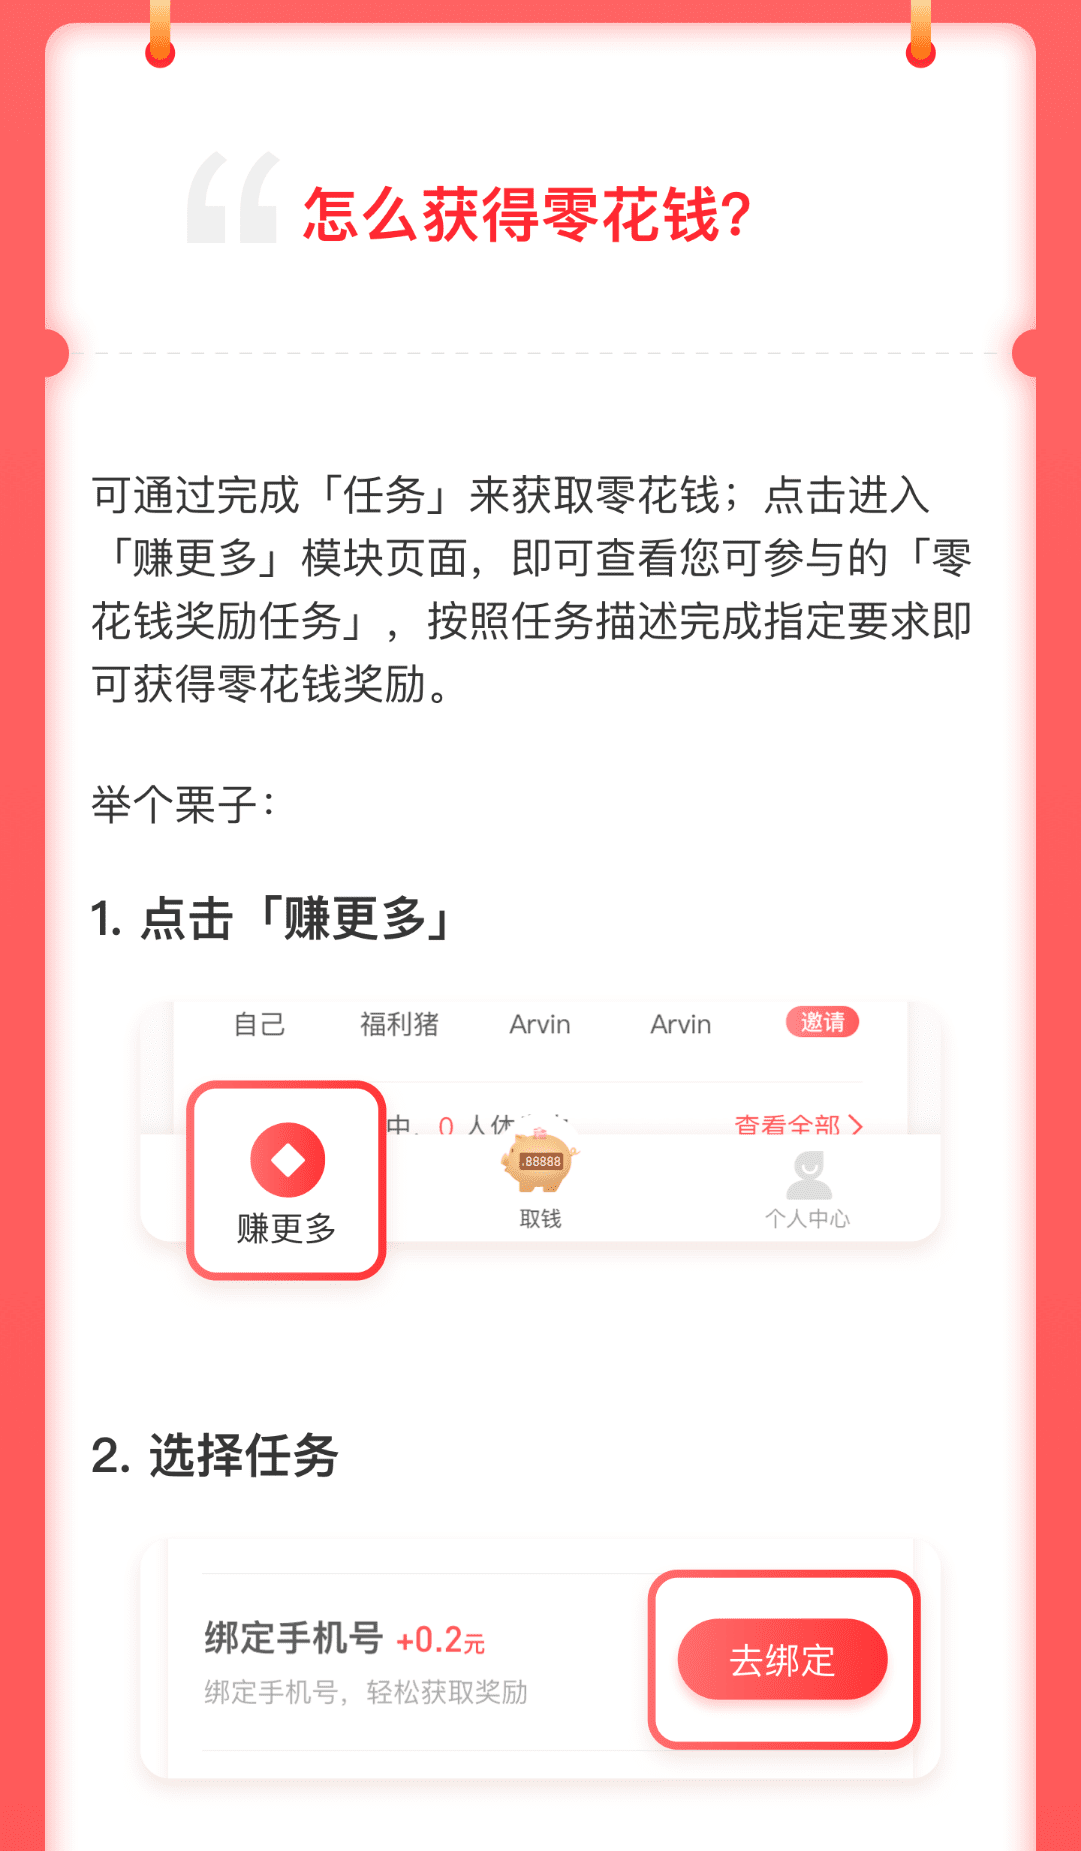 怎么获得零花钱?
可通过完成「任务」来获取零花钱；点击进入
「赚更多」模块页面，即可查看您可参与的「零
花钱奖励任务」，按照任务描述完成指定要求即
可获得零花钱奖励。
举个栗子：
1. 点击「赚更多」
自己 福利猪 Arvin Arvin 邀请
中, 0 人休 查看全部
.88888
赚更多 取钱 个人中心
2. 选择任务
绑定手机号 +0.2元
去绑定
绑定手机号，轻松获取奖励